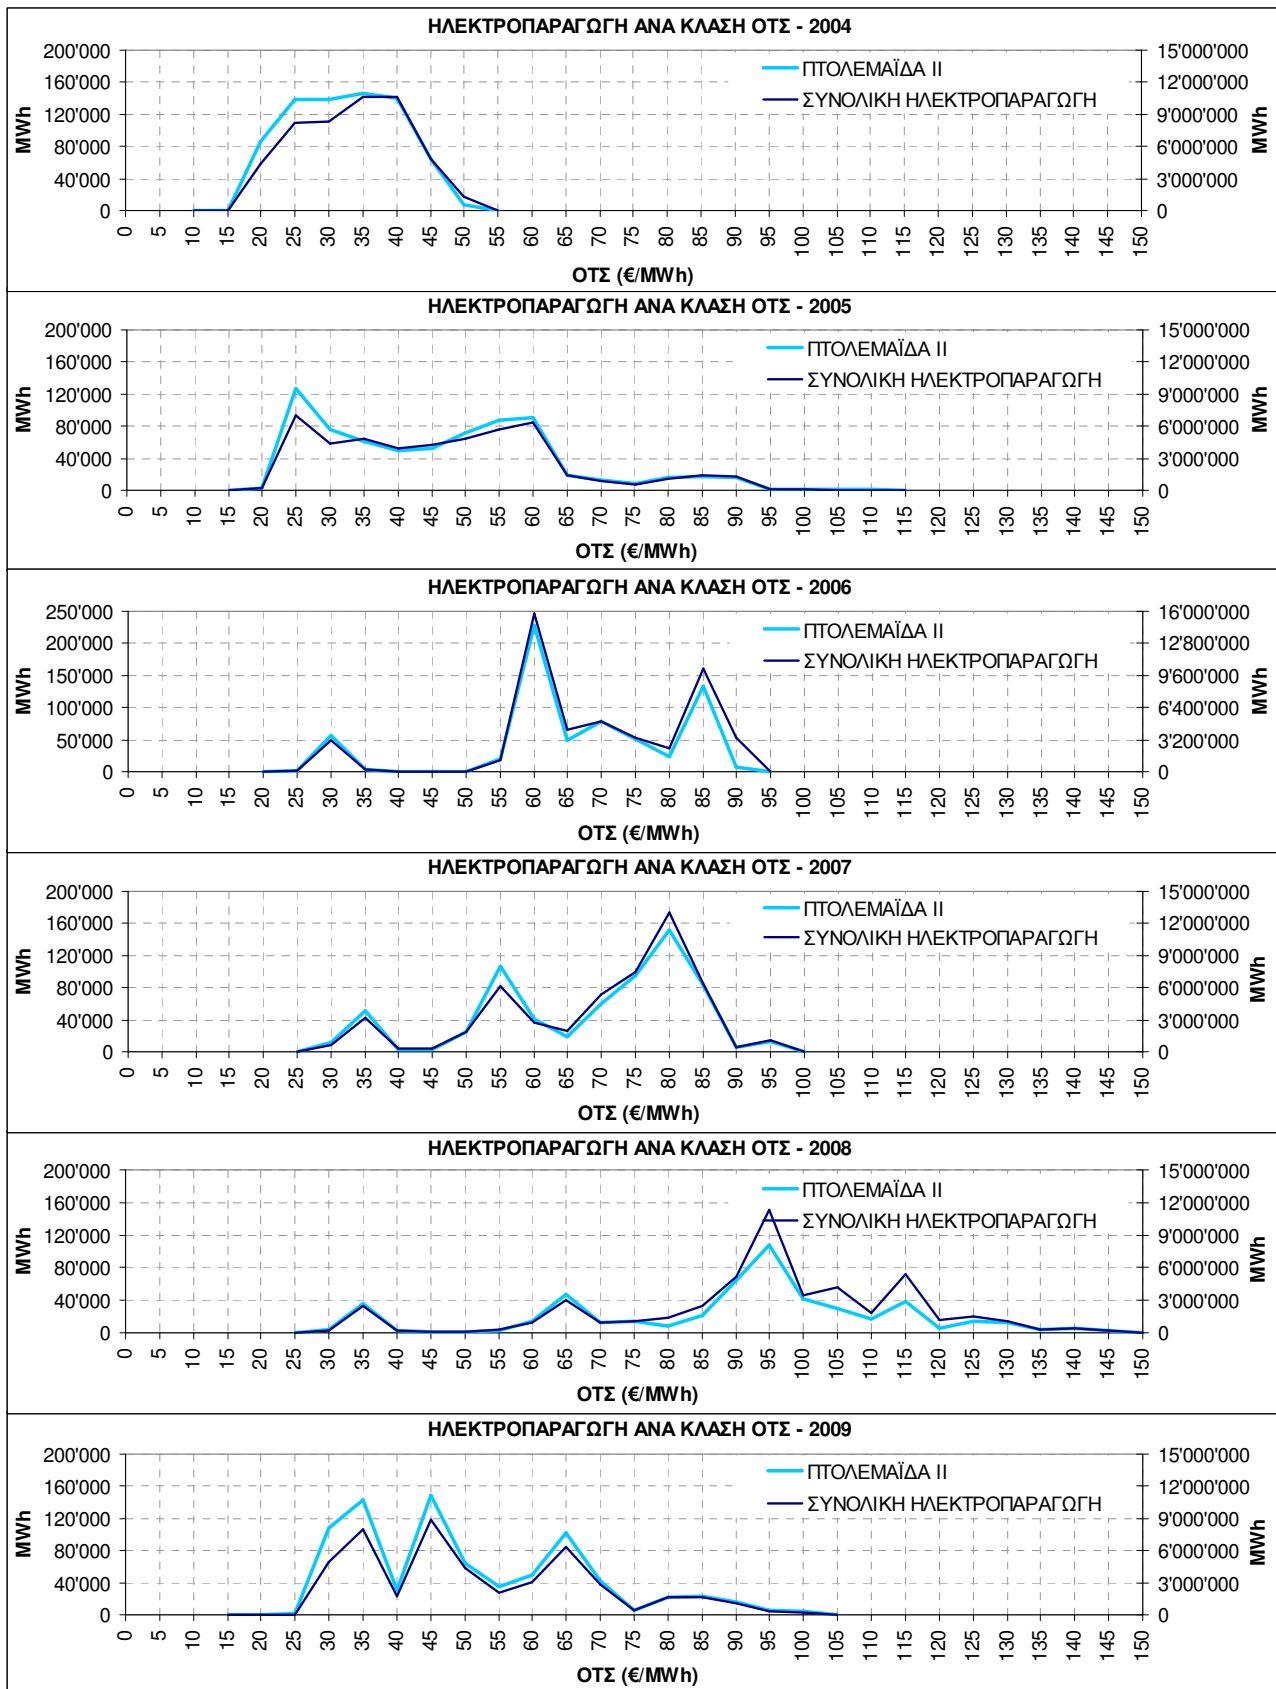 ΗΛΕΚΤΡΟΠΑΡΑΓΩΓΗ ΑΝΑ ΚΛΑΣΗ ΟΤΣ - 2004
200'000 15'000'000
160'000 12'000'000
120'000 9'000'000
80'000 6'000'000
40'000 3'000'000
0 0
MWh MWh
ΠΤΟΛΕΜΑΪΔΑ ΙΙ
ΣΥΝΟΛΙΚΗ ΗΛΕΚΤΡΟΠΑΡΑΓΩΓΗ
0 5 10 15 20 25 30 35 40 45 50 55 60 65 70 75 80 85 90 95 100 105 110 115 120 125 130 135 140 145 150
ΟΤΣ (€/MWh)
ΗΛΕΚΤΡΟΠΑΡΑΓΩΓΗ ΑΝΑ ΚΛΑΣΗ ΟΤΣ - 2005
200'000 15'000'000
160'000 12'000'000
120'000 9'000'000
80'000 6'000'000
40'000 3'000'000
0 0
MWh MWh
ΠΤΟΛΕΜΑΪΔΑ ΙΙ
ΣΥΝΟΛΙΚΗ ΗΛΕΚΤΡΟΠΑΡΑΓΩΓΗ
0 5 10 15 20 25 30 35 40 45 50 55 60 65 70 75 80 85 90 95 100 105 110 115 120 125 130 135 140 145 150
ΟΤΣ (€/MWh)
ΗΛΕΚΤΡΟΠΑΡΑΓΩΓΗ ΑΝΑ ΚΛΑΣΗ ΟΤΣ - 2006
250'000 16'000'000
200'000 12'800'000
150'000 9'600'000
100'000 6'400'000
50'000 3'200'000
0 0
MWh MWh
ΠΤΟΛΕΜΑΪΔΑ ΙΙ
ΣΥΝΟΛΙΚΗ ΗΛΕΚΤΡΟΠΑΡΑΓΩΓΗ
0 5 10 15 20 25 30 35 40 45 50 55 60 65 70 75 80 85 90 95 100 105 110 115 120 125 130 135 140 145 150
ΟΤΣ (€/MWh)
ΗΛΕΚΤΡΟΠΑΡΑΓΩΓΗ ΑΝΑ ΚΛΑΣΗ ΟΤΣ - 2007
200'000 15'000'000
160'000 12'000'000
120'000 9'000'000
80'000 6'000'000
40'000 3'000'000
0 0
MWh MWh
ΠΤΟΛΕΜΑΪΔΑ ΙΙ
ΣΥΝΟΛΙΚΗ ΗΛΕΚΤΡΟΠΑΡΑΓΩΓΗ
0 5 10 15 20 25 30 35 40 45 50 55 60 65 70 75 80 85 90 95 100 105 110 115 120 125 130 135 140 145 150
ΟΤΣ (€/MWh)
ΗΛΕΚΤΡΟΠΑΡΑΓΩΓΗ ΑΝΑ ΚΛΑΣΗ ΟΤΣ - 2008
200'000 15'000'000
160'000 12'000'000
120'000 9'000'000
80'000 6'000'000
40'000 3'000'000
0 0
MWh MWh
ΠΤΟΛΕΜΑΪΔΑ ΙΙ
ΣΥΝΟΛΙΚΗ ΗΛΕΚΤΡΟΠΑΡΑΓΩΓΗ
0 5 10 15 20 25 30 35 40 45 50 55 60 65 70 75 80 85 90 95 100 105 110 115 120 125 130 135 140 145 150
ΟΤΣ (€/MWh)
ΗΛΕΚΤΡΟΠΑΡΑΓΩΓΗ ΑΝΑ ΚΛΑΣΗ ΟΤΣ - 2009
200'000 15'000'000
160'000 12'000'000
120'000 9'000'000
80'000 6'000'000
40'000 3'000'000
0 0
MWh MWh
ΠΤΟΛΕΜΑΪΔΑ ΙΙ
ΣΥΝΟΛΙΚΗ ΗΛΕΚΤΡΟΠΑΡΑΓΩΓΗ
0 5 10 15 20 25 30 35 40 45 50 55 60 65 70 75 80 85 90 95 100 105 110 115 120 125 130 135 140 145 150
ΟΤΣ (€/MWh)